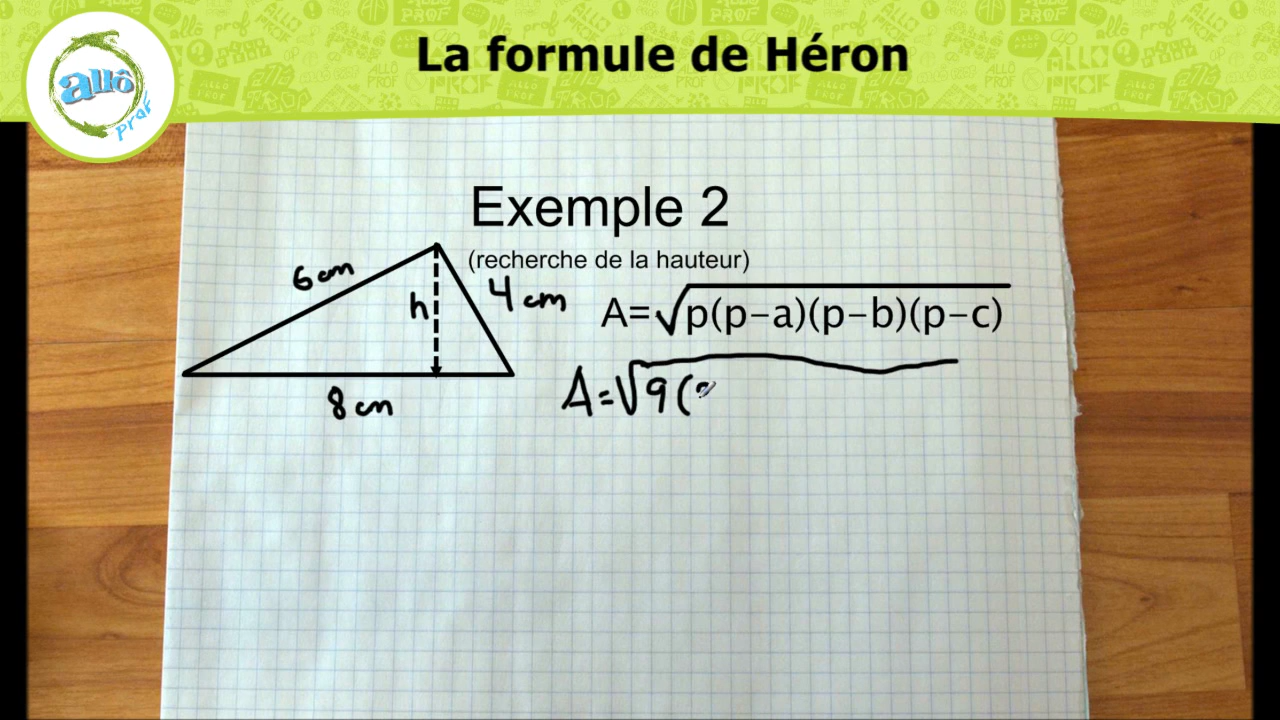 La formule de Héron
allô
prof
Exemple 2
(recherche de la hauteur)
6 cm
h
4 cm
A=√p(p-a)(p-b)(p-c)
8 cm
A=√9(